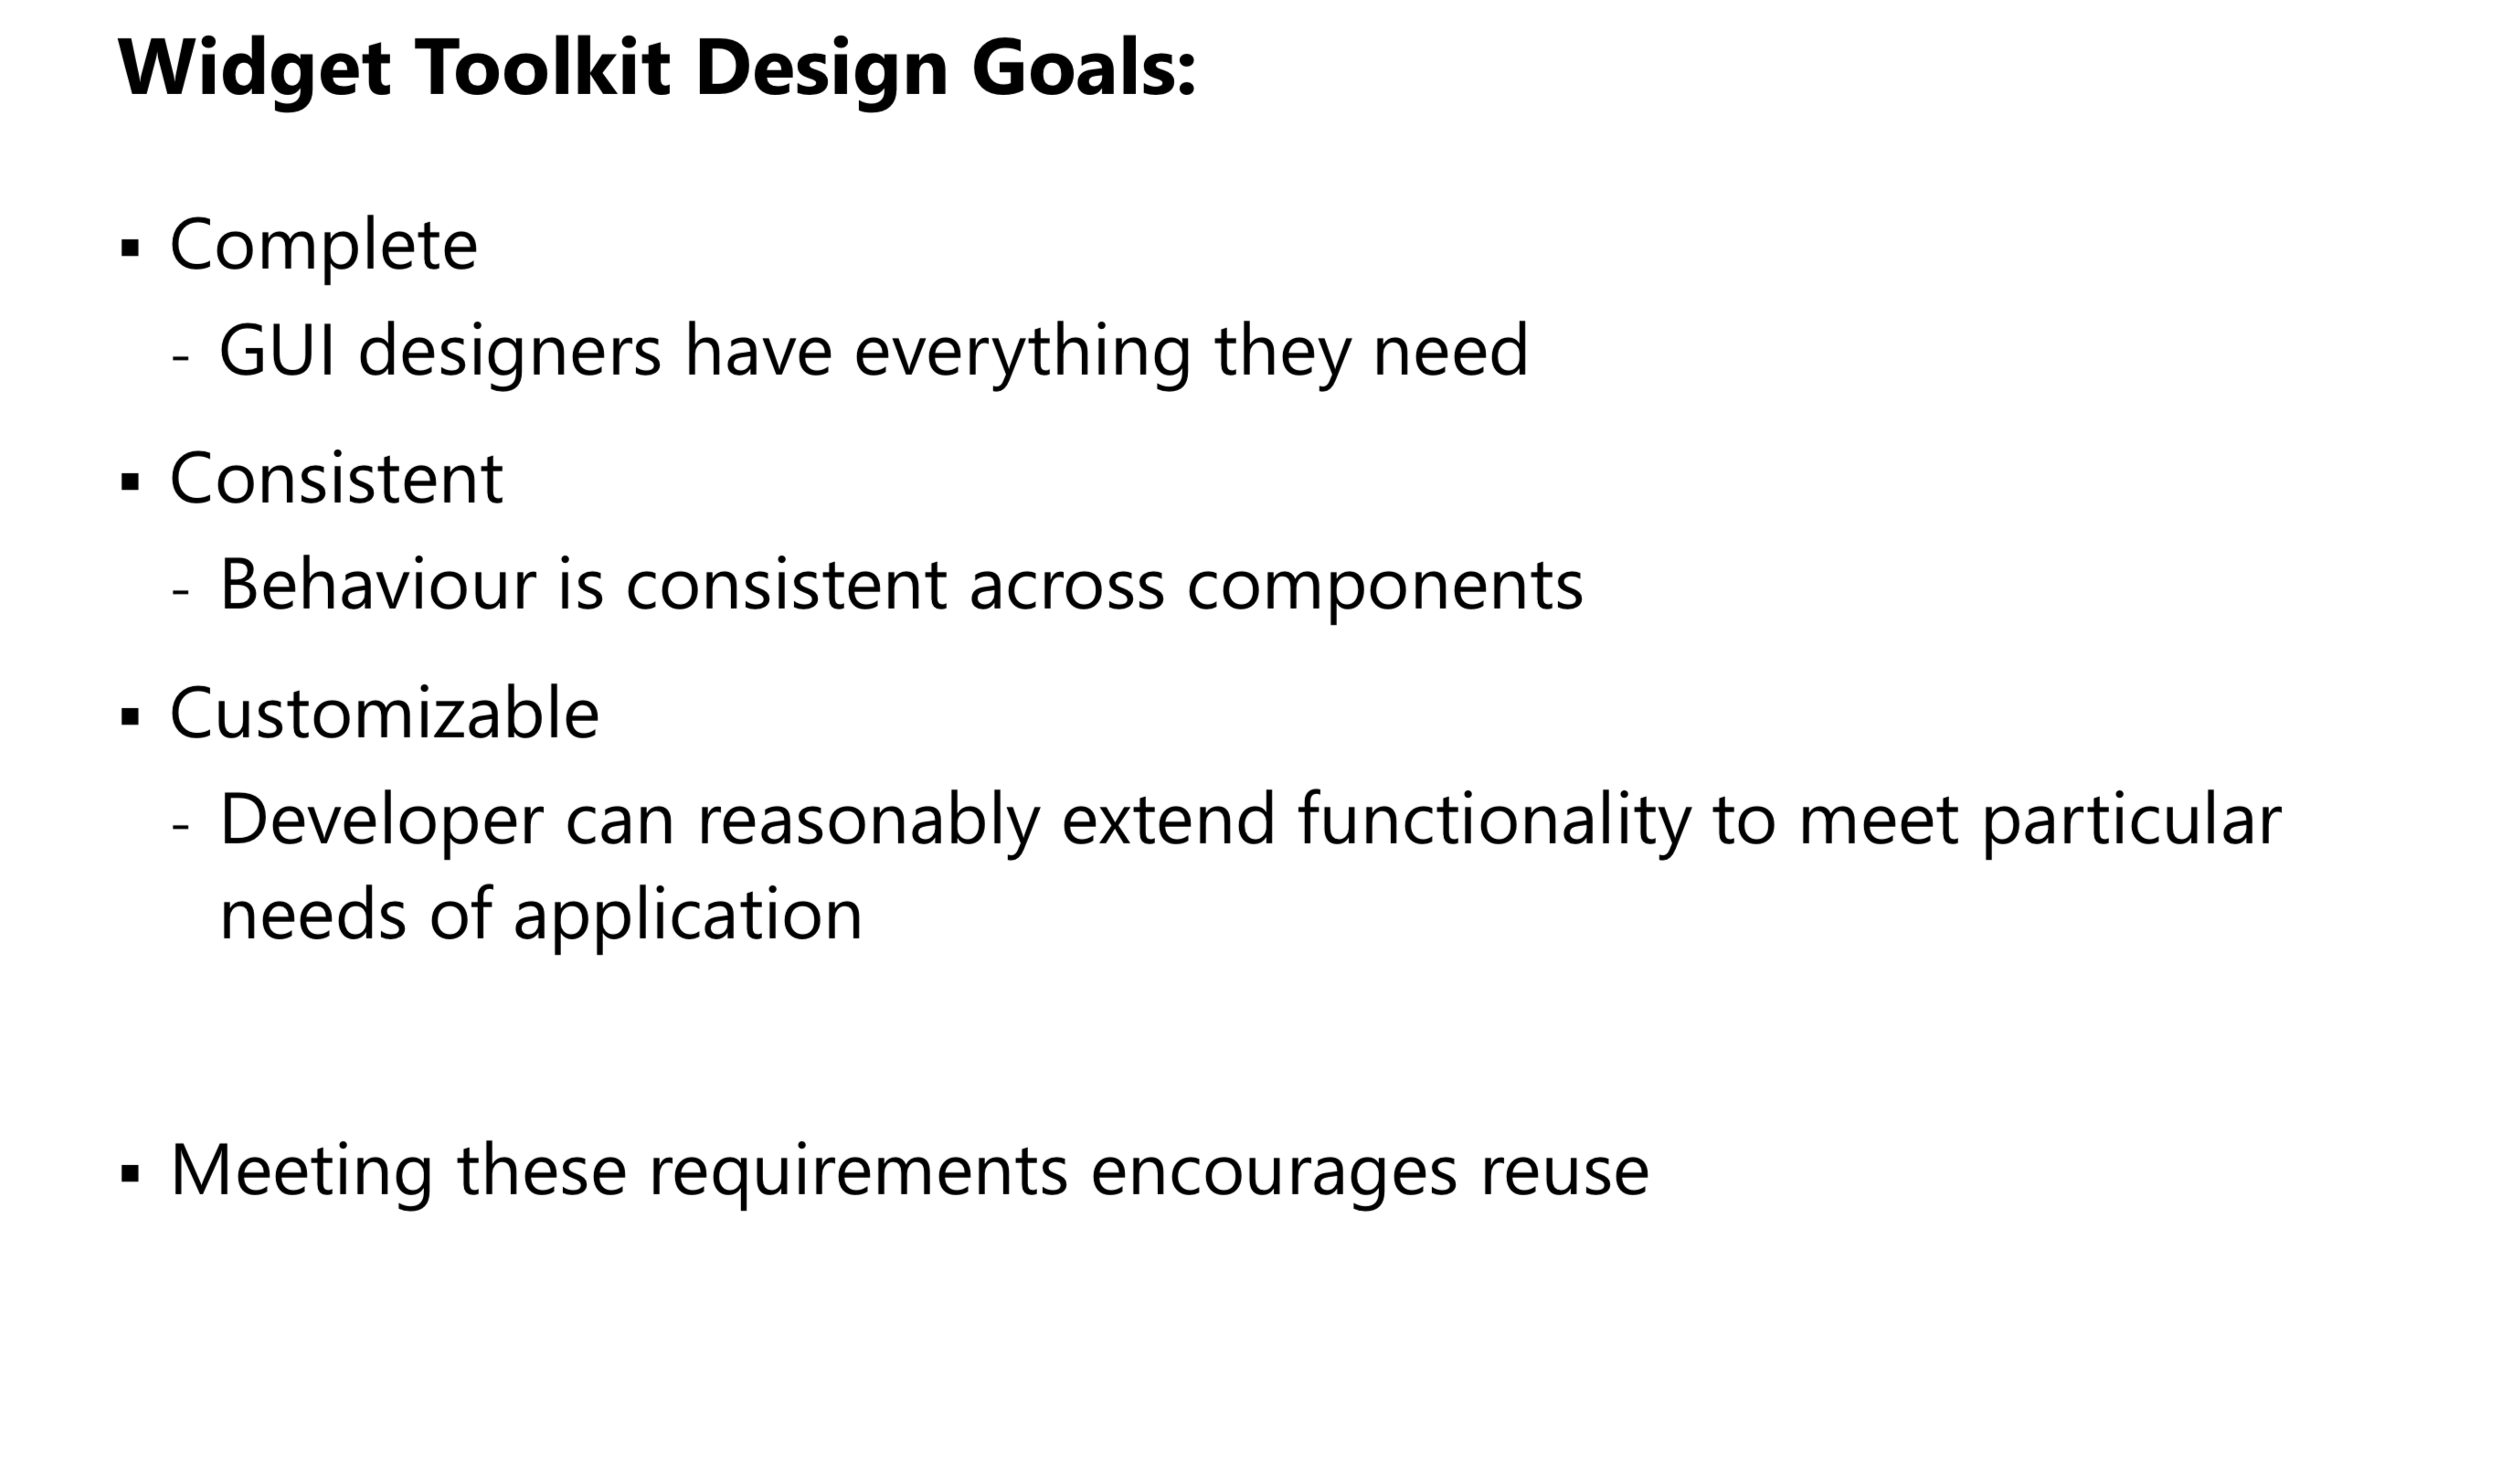 Widget Toolkit Design Goals:
▪ Complete
- GUI designers have everything they need
▪ Consistent
- Behaviour is consistent across components
▪ Customizable
- Developer can reasonably extend functionality to meet particular
needs of application
▪ Meeting these requirements encourages reuse